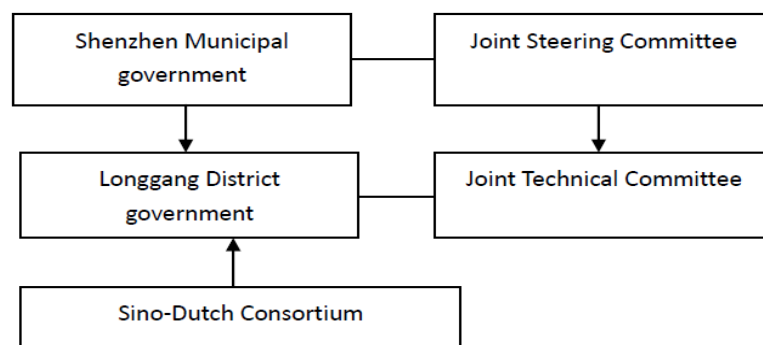 Shenzhen Municipal
government
Joint Steering Committee
Longgang District
government
Joint Technical Committee
Sino-Dutch Consortium